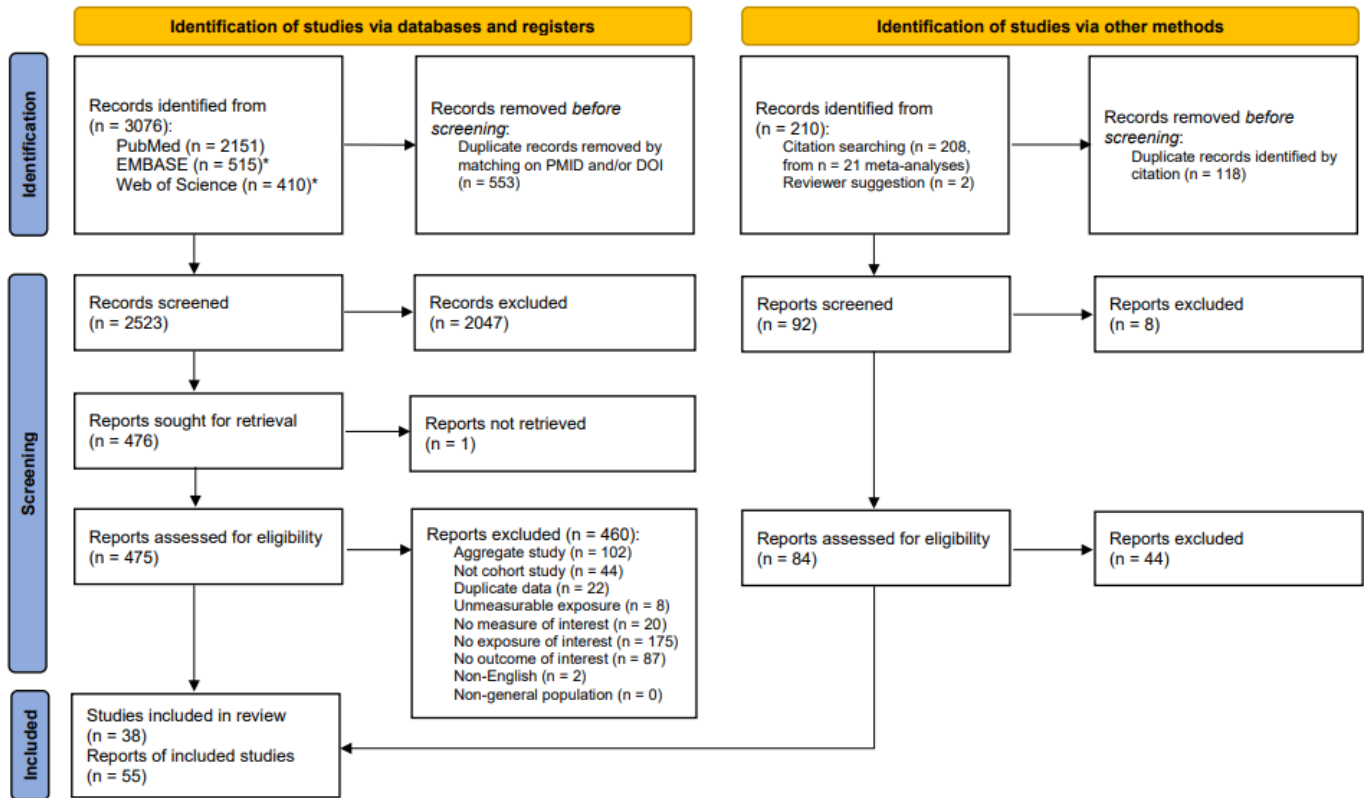 Identification of studies via databases and registers
Identification of studies via other methods
Identification
Records identified from
(n = 3076):
PubMed (n = 2151)
EMBASE (n = 515)*
Web of Science (n = 410)*
Records removed before
screening:
Duplicate records removed by
matching on PMID and/or DOI
(n = 553)
Records identified from
(n = 210):
Citation searching (n = 208,
from n = 21 meta-analyses)
Reviewer suggestion (n = 2)
Records removed before
screening:
Duplicate records identified by
citation (n = 118)
Screening
Records screened
(n = 2523)
Records excluded
(n = 2047)
Reports screened
(n = 92)
Reports excluded
(n = 8)
Reports sought for retrieval
(n = 476)
Reports not retrieved
(n = 1)
Reports assessed for eligibility
(n = 475)
Reports excluded (n = 460):
Aggregate study (n = 102)
Not cohort study (n = 44)
Duplicate data (n = 22)
Unmeasurable exposure (n = 8)
No measure of interest (n = 20)
No exposure of interest (n = 175)
No outcome of interest (n = 87)
Non-English (n = 2)
Non-general population (n = 0)
Reports assessed for eligibility
(n = 84)
Reports excluded
(n = 44)
Included
Studies included in review
(n = 38)
Reports of included studies
(n = 55)